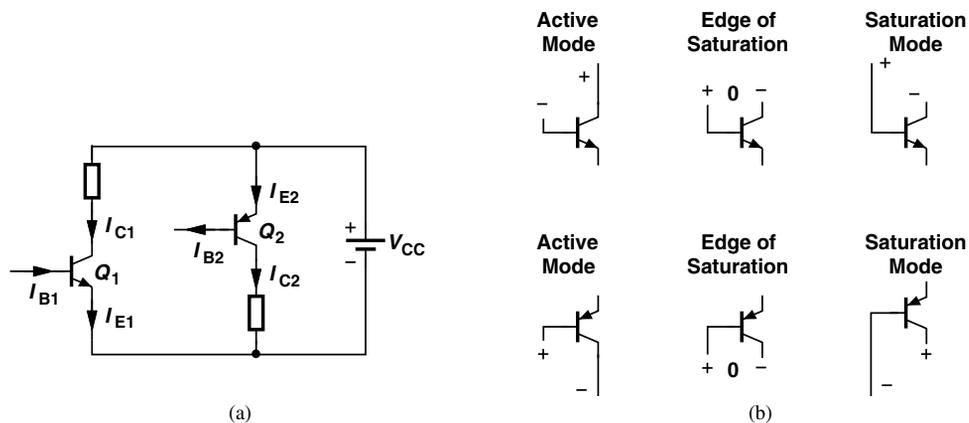 Active Mode
Edge of Saturation
Saturation Mode
+
−
+ 0 −
+
−
I_E2
I_C1
Q_2
+
V_CC
−
I_B2
Q_1
I_C2
I_B1
I_E1
Active Mode
Edge of Saturation
Saturation Mode
+
−
+ 0 −
+
−
(a)
(b)